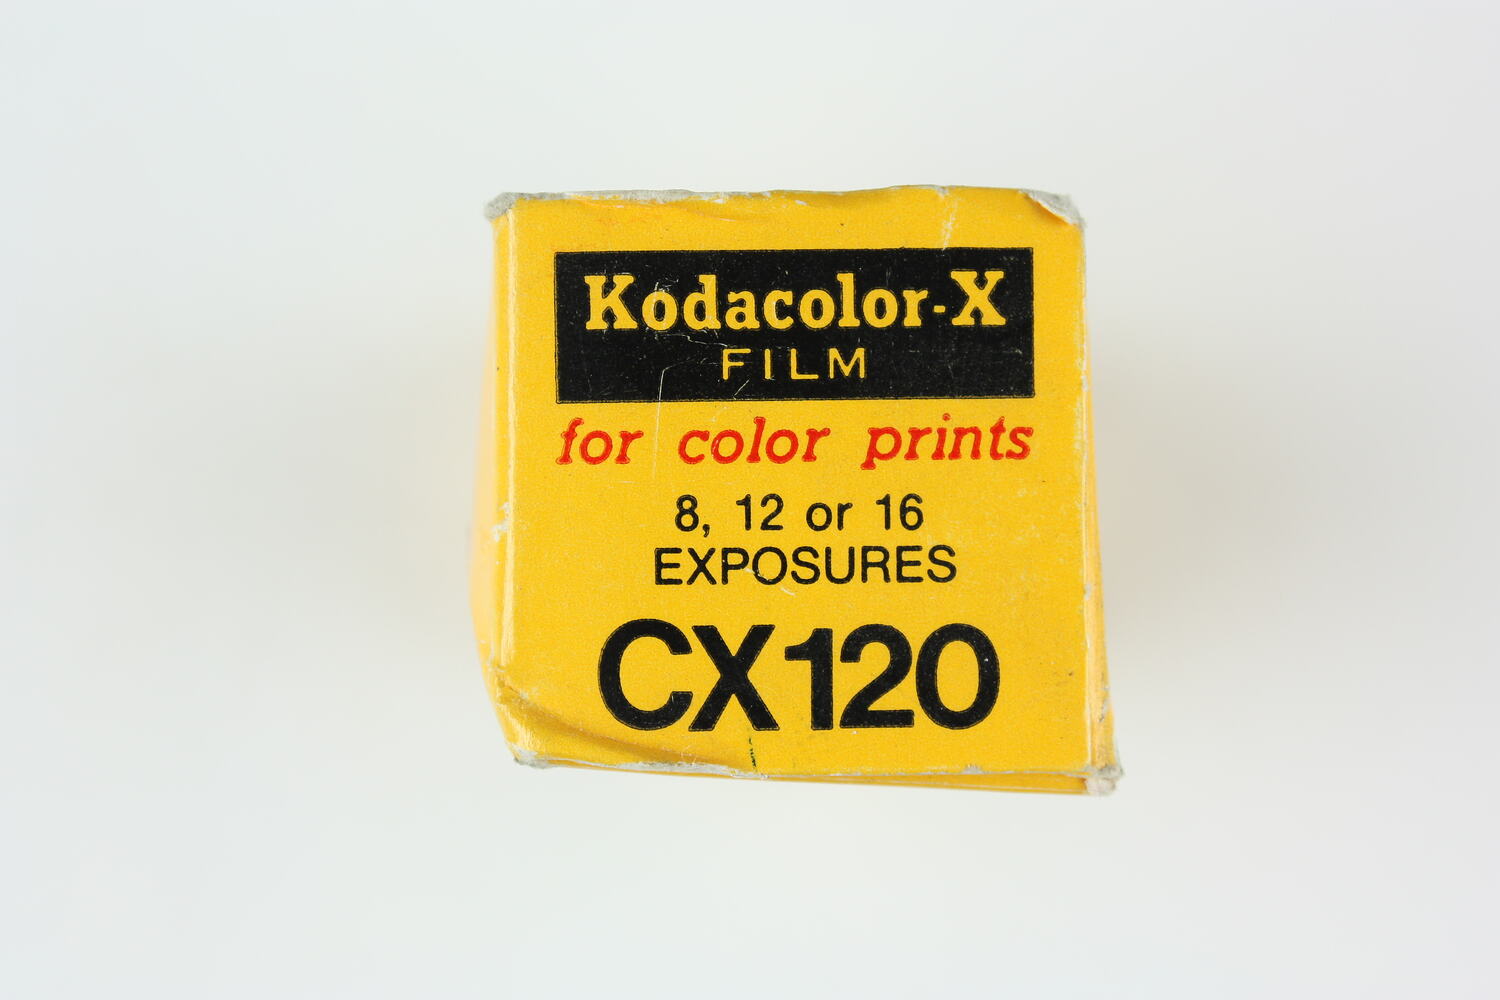 Kodacolor-X
FILM
for color prints
8, 12 or 16
EXPOSURES
CX120